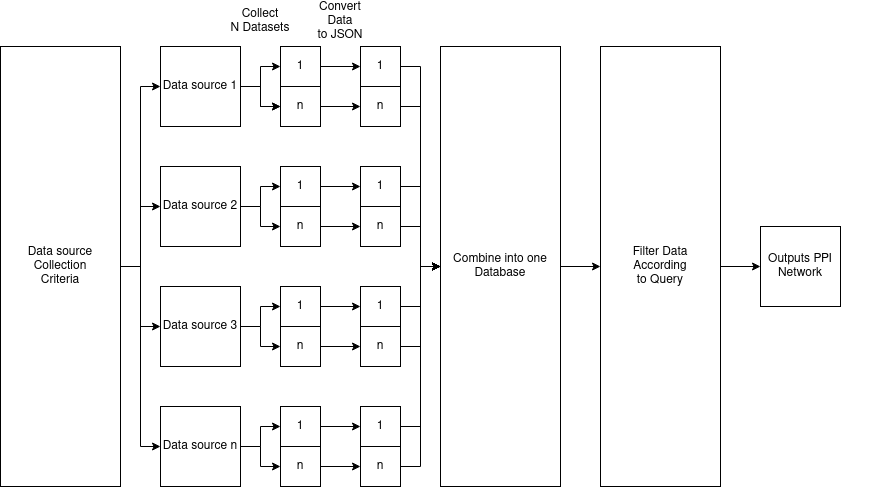 Collect
N Datasets
Convert
Data
to JSON
Data source
Collection
Criteria
Data source 1
1
n
1
n
Data source 2
1
n
1
n
Data source 3
1
n
1
n
Data source n
1
n
1
n
Combine into one
Database
Filter Data
According
to Query
Outputs PPI
Network